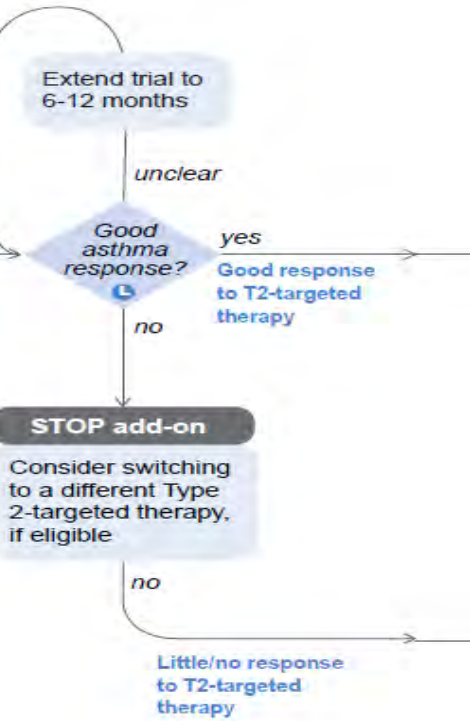 Extend trial to
6-12 months
unclear
Good
asthma
response?
yes
Good response
to T2-targeted
therapy
no
STOP add-on
Consider switching
to a different Type
2-targeted therapy,
if eligible
no
Little/no response
to T2-targeted
therapy